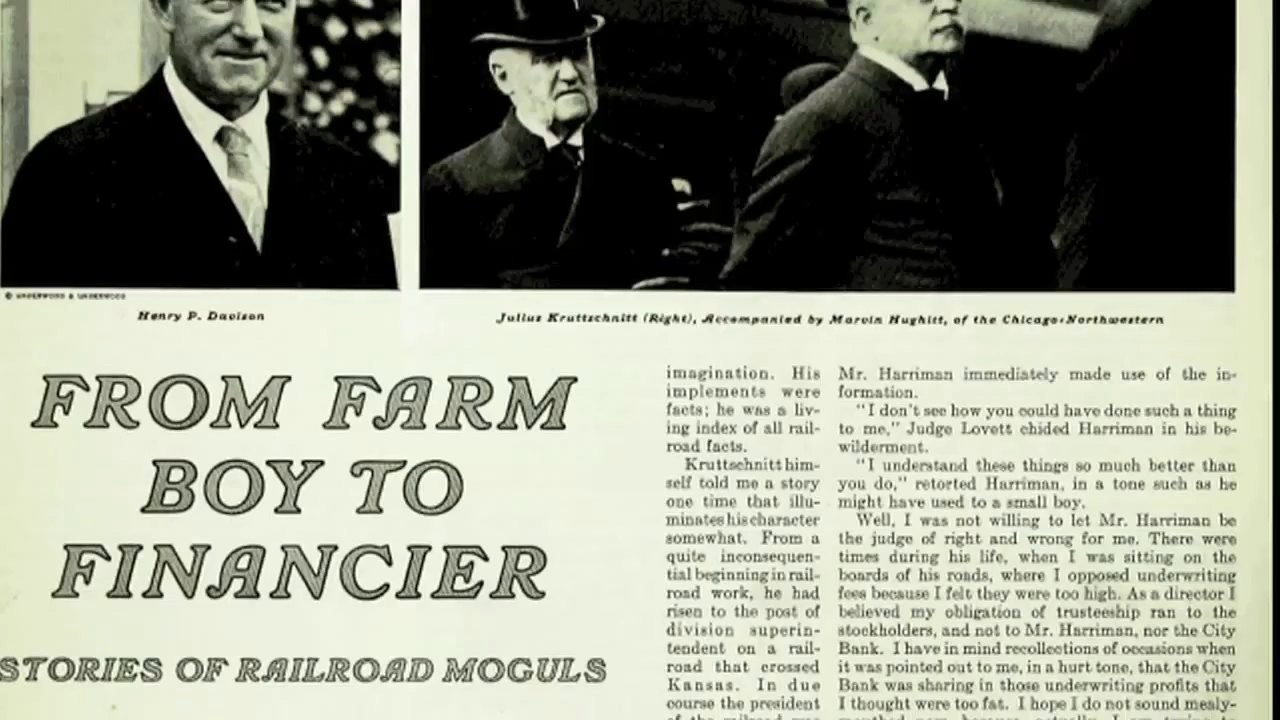 © UNDERWOOD & UNDERWOOD
Henry P. Davison
Julius Kruttschnitt (Right), Accompanied by Marvin Hughitt, of the Chicago-Northwestern
FROM FARM
BOY TO
FINANCIER
STORIES OF RAILROAD MOGULS
imagination. His
implements were
facts; he was a liv-
ing index of all rail-
road facts.
Kruttschnitt him-
self told me a story
one time that illu-
minates his character
somewhat. From a
quite inconsequen-
tial beginning in rail-
road work, he had
risen to the post of
division superin-
tendent on a rail-
road that crossed
Kansas. In due
course the president
of the railroad was
Mr. Harriman immediately made use of the in-
formation.
"I don't see how you could have done such a thing
to me," Judge Lovett chided Harriman in his be-
wilderment.
"I understand these things so much better than
you do," retorted Harriman, in a tone such as he
might have used to a small boy.
Well, I was not willing to let Mr. Harriman be
the judge of right and wrong for me. There were
times during his life, when I was sitting on the
boards of his roads, where I opposed underwriting
fees because I felt they were too high. As a director I
believed my obligation of trusteeship ran to the
stockholders, and not to Mr. Harriman, nor the City
Bank. I have in mind recollections of occasions when
it was pointed out to me, in a hurt tone, that the City
Bank was sharing in those underwriting profits that
I thought were too fat. I hope I do not sound mealy-